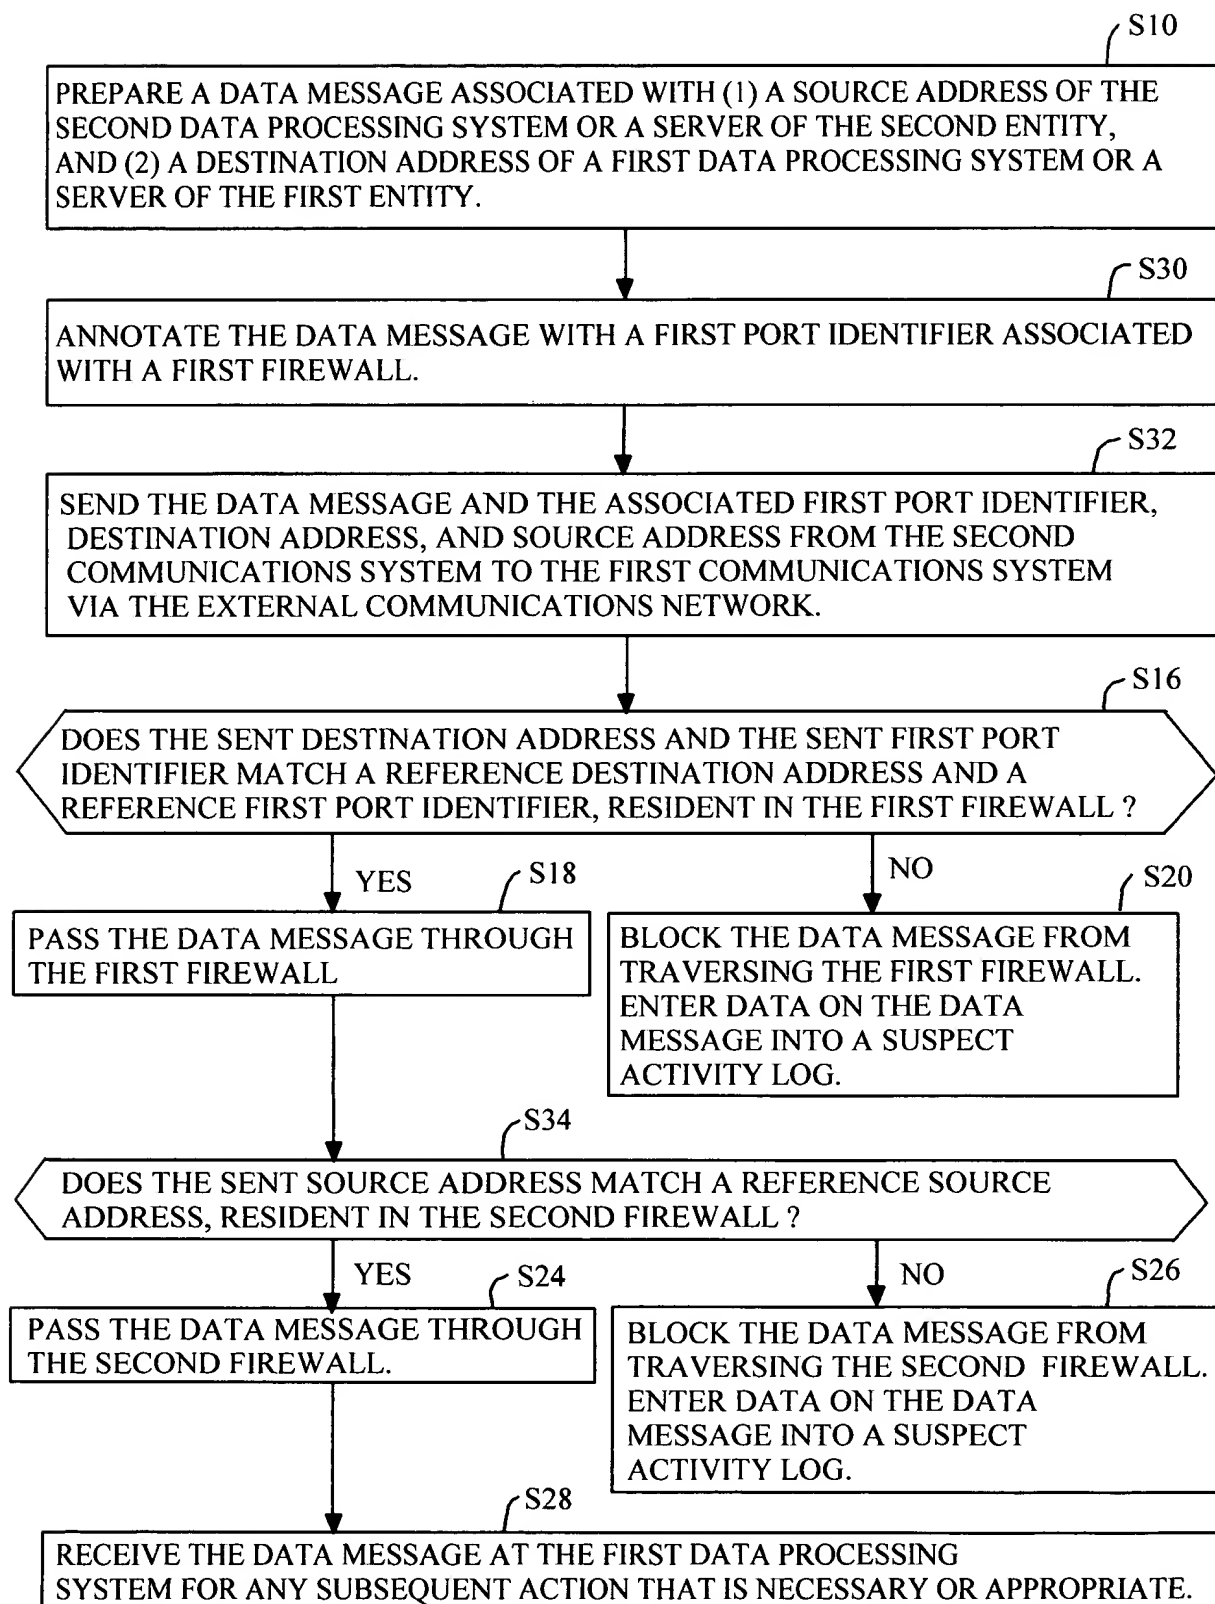 S10
PREPARE A DATA MESSAGE ASSOCIATED WITH (1) A SOURCE ADDRESS OF THE
SECOND DATA PROCESSING SYSTEM OR A SERVER OF THE SECOND ENTITY,
AND (2) A DESTINATION ADDRESS OF A FIRST DATA PROCESSING SYSTEM OR A
SERVER OF THE FIRST ENTITY.
S30
ANNOTATE THE DATA MESSAGE WITH A FIRST PORT IDENTIFIER ASSOCIATED
WITH A FIRST FIREWALL.
S32
SEND THE DATA MESSAGE AND THE ASSOCIATED FIRST PORT IDENTIFIER,
DESTINATION ADDRESS, AND SOURCE ADDRESS FROM THE SECOND
COMMUNICATIONS SYSTEM TO THE FIRST COMMUNICATIONS SYSTEM
VIA THE EXTERNAL COMMUNICATIONS NETWORK.
S16
DOES THE SENT DESTINATION ADDRESS AND THE SENT FIRST PORT
IDENTIFIER MATCH A REFERENCE DESTINATION ADDRESS AND A
REFERENCE FIRST PORT IDENTIFIER, RESIDENT IN THE FIRST FIREWALL ?
YES
S18
PASS THE DATA MESSAGE THROUGH
THE FIRST FIREWALL
NO
S20
BLOCK THE DATA MESSAGE FROM
TRAVERSING THE FIRST FIREWALL.
ENTER DATA ON THE DATA
MESSAGE INTO A SUSPECT
ACTIVITY LOG.
S34
DOES THE SENT SOURCE ADDRESS MATCH A REFERENCE SOURCE
ADDRESS, RESIDENT IN THE SECOND FIREWALL ?
YES
S24
PASS THE DATA MESSAGE THROUGH
THE SECOND FIREWALL.
NO
S26
BLOCK THE DATA MESSAGE FROM
TRAVERSING THE SECOND FIREWALL.
ENTER DATA ON THE DATA
MESSAGE INTO A SUSPECT
ACTIVITY LOG.
S28
RECEIVE THE DATA MESSAGE AT THE FIRST DATA PROCESSING
SYSTEM FOR ANY SUBSEQUENT ACTION THAT IS NECESSARY OR APPROPRIATE.